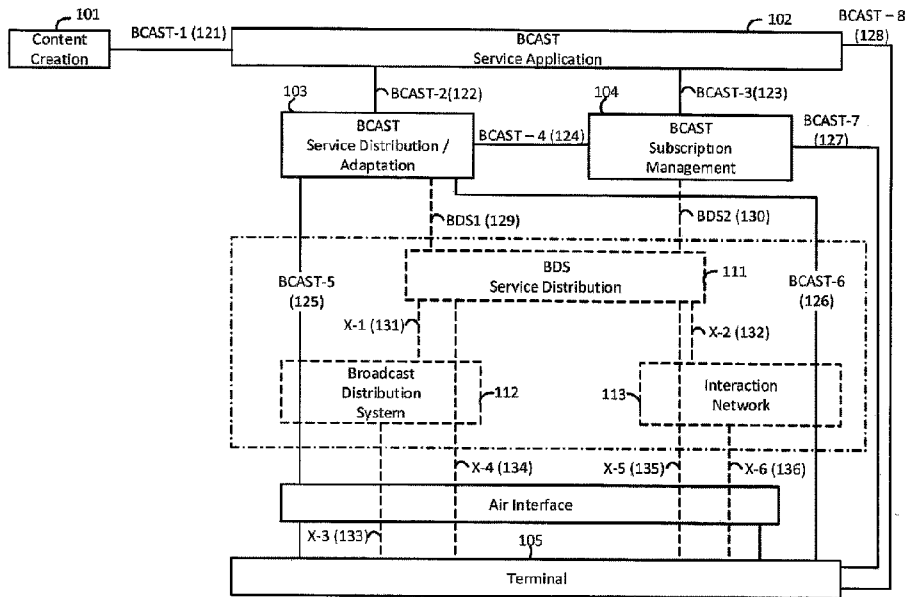 101
Content
Creation
BCAST-1 (121)
102
BCAST
Service Application
BCAST – 8
(128)
BCAST-2(122)
BCAST-3(123)
103
BCAST
Service Distribution /
Adaptation
BCAST – 4 (124)
104
BCAST
Subscription
Management
BCAST-7
(127)
BDS1 (129)
BDS2 (130)
BCAST-5
(125)
BDS
Service Distribution
111
BCAST-6
(126)
X-1 (131)
X-2 (132)
Broadcast
Distribution
System
112
113
Interaction
Network
X-4 (134)
X-5 (135)
X-6 (136)
Air Interface
X-3 (133)
105
Terminal